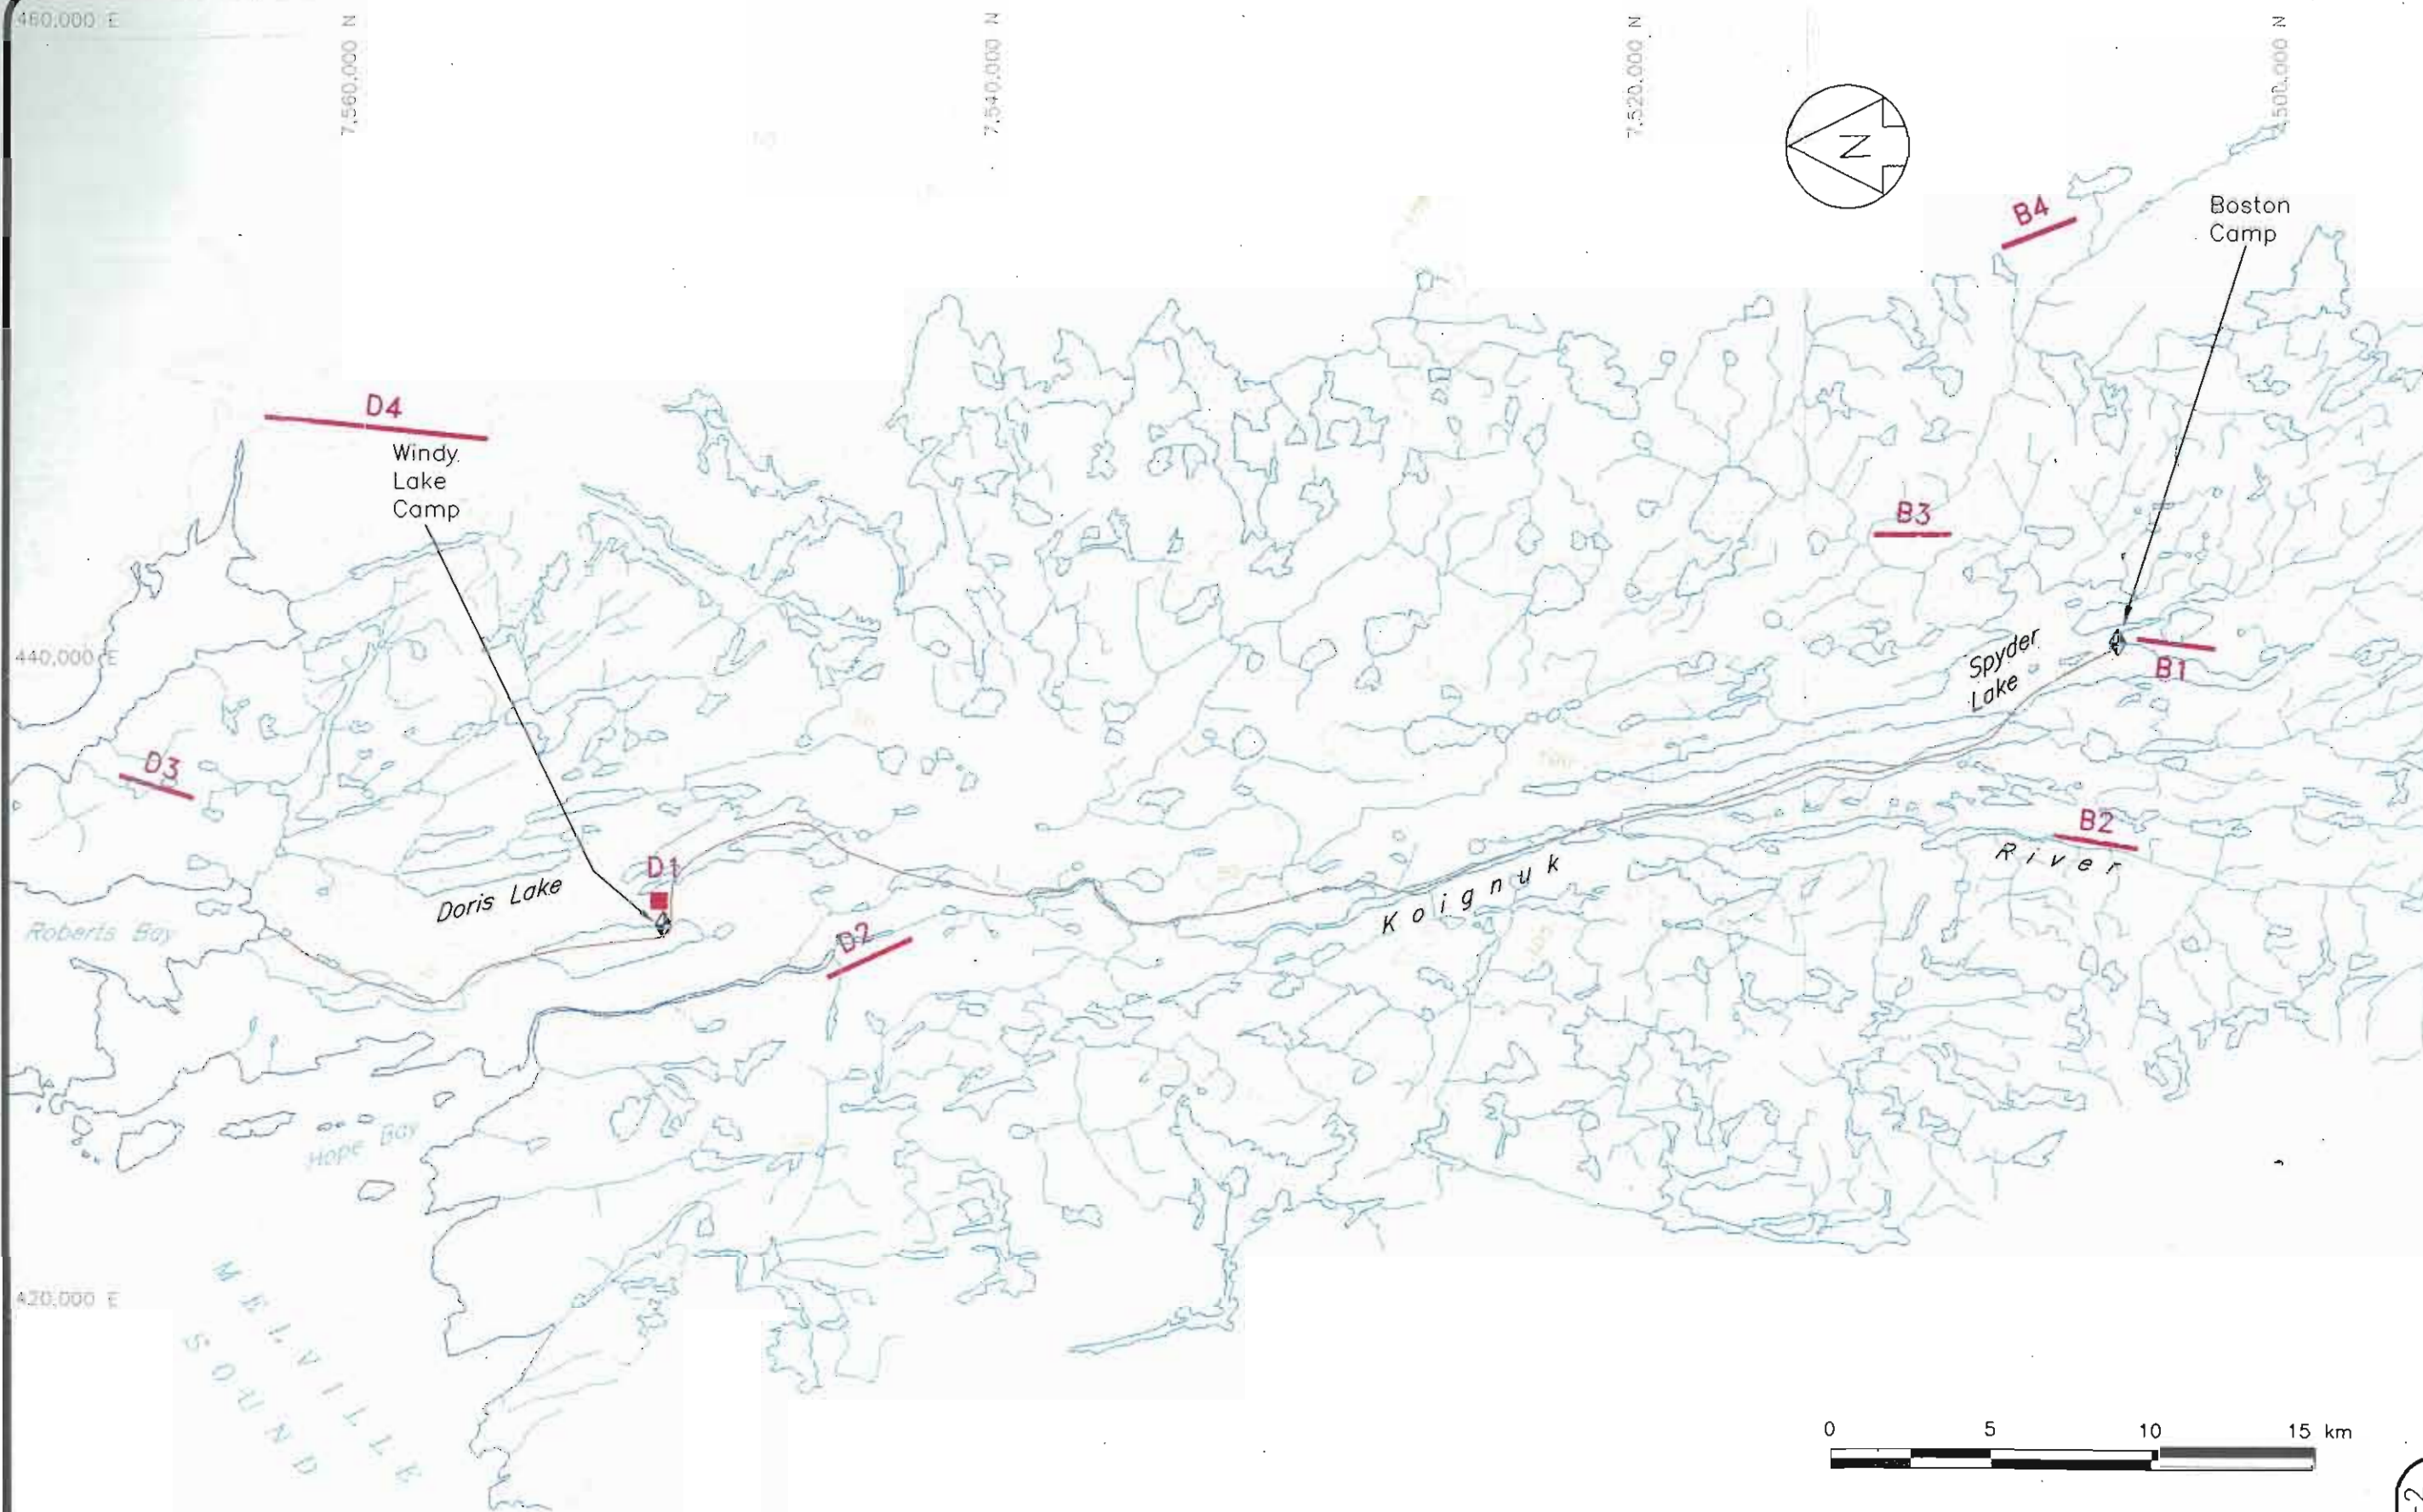 460,000 E
7,560,000 N
7,540,000 N
7,520,000 N
500,000 N
N
B4
Boston
Camp
D4
Windy
Lake
Camp
B3
440,000 E
Spyder
Lake
B1
D3
B2
River
D1
Doris Lake
Koignuk
Roberts Bay
D2
Hope Bay
420,000 E
MELVILLE
SOUND
0 5 10 15 km